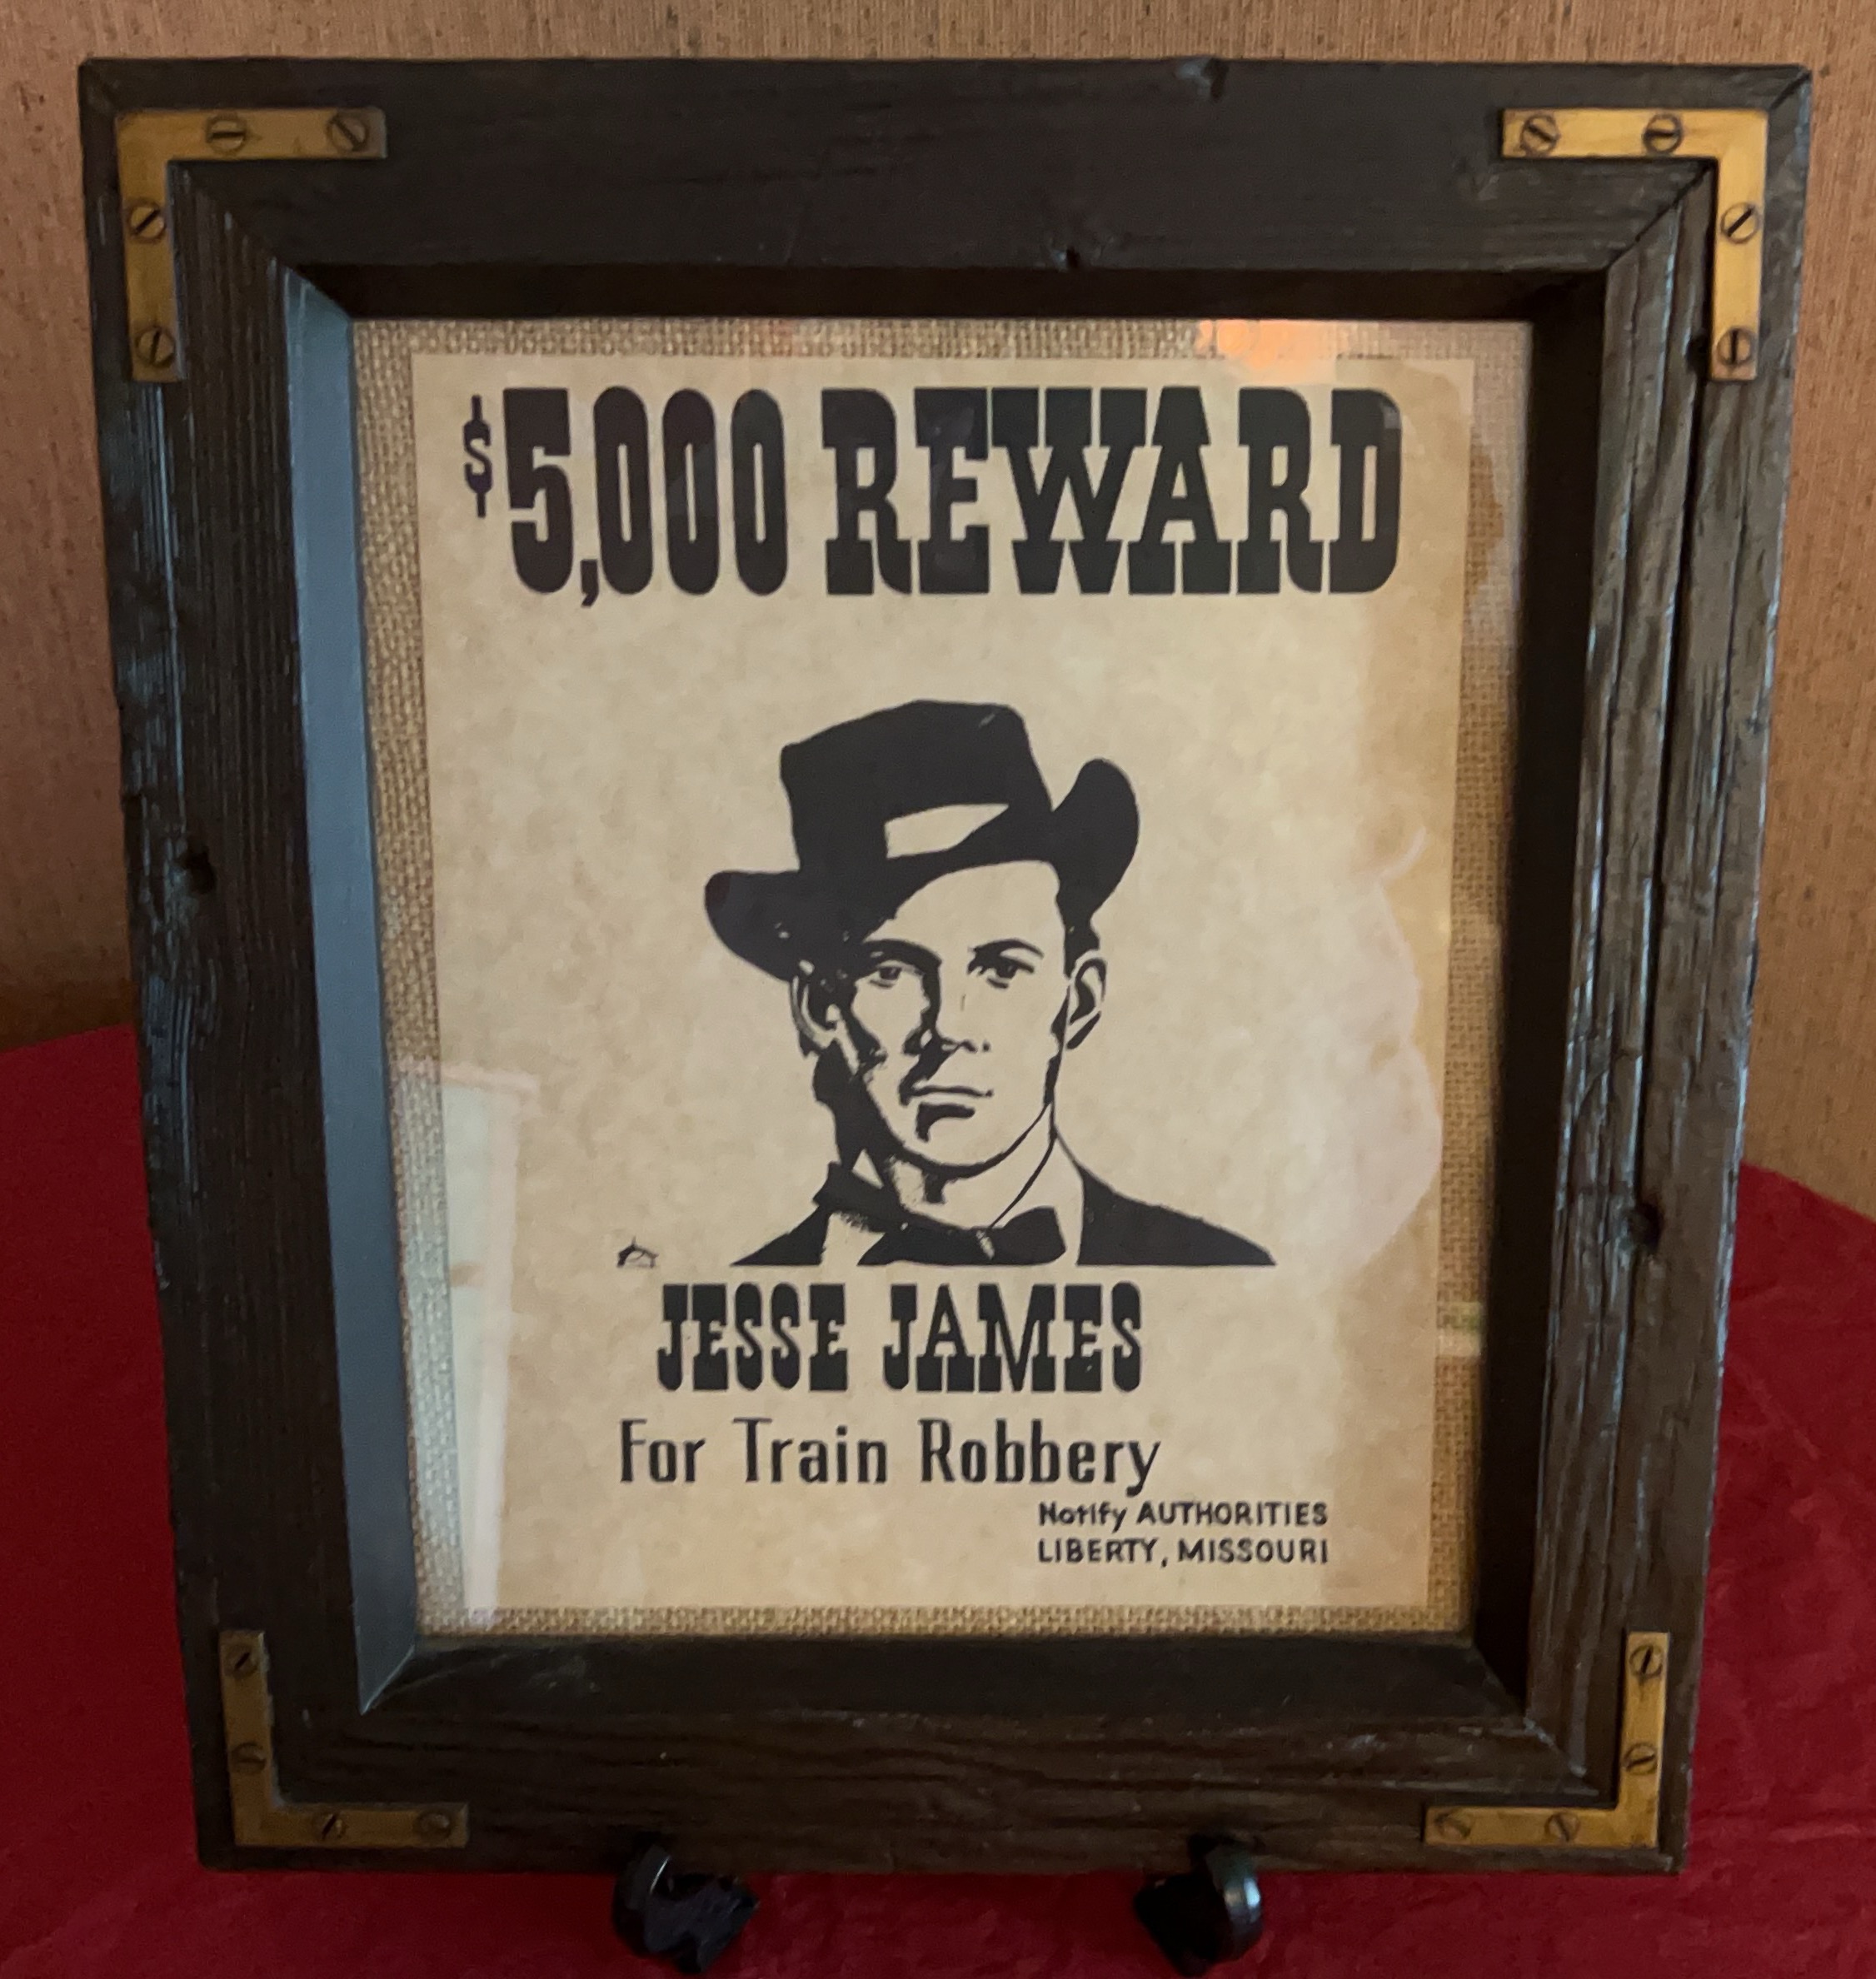 $5,000 REWARD
JESSE JAMES
For Train Robbery
Notify AUTHORITIES
LIBERTY, MISSOURI